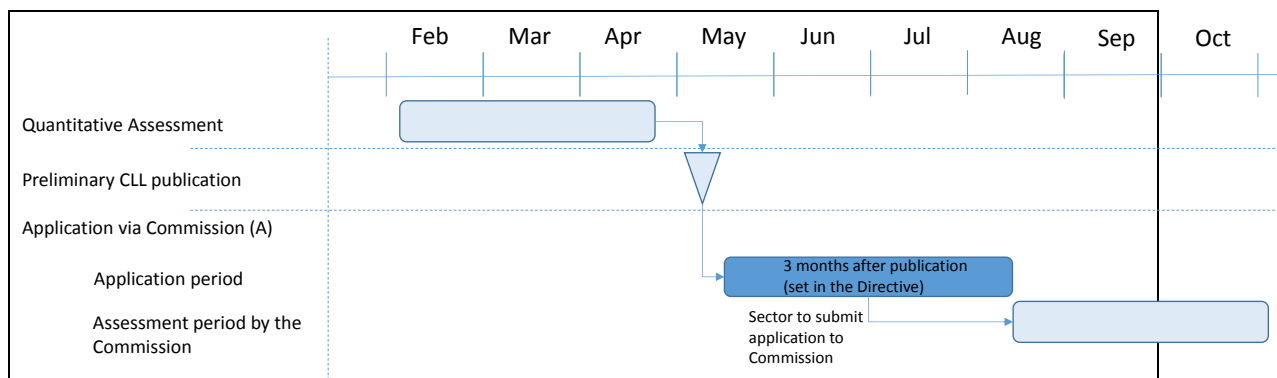 Feb Mar Apr May Jun Jul Aug Sep Oct
Quantitative Assessment
Preliminary CLL publication
Application via Commission (A)
Application period
3 months after publication
(set in the Directive)
Assessment period by the
Commission
Sector to submit
application to
Commission